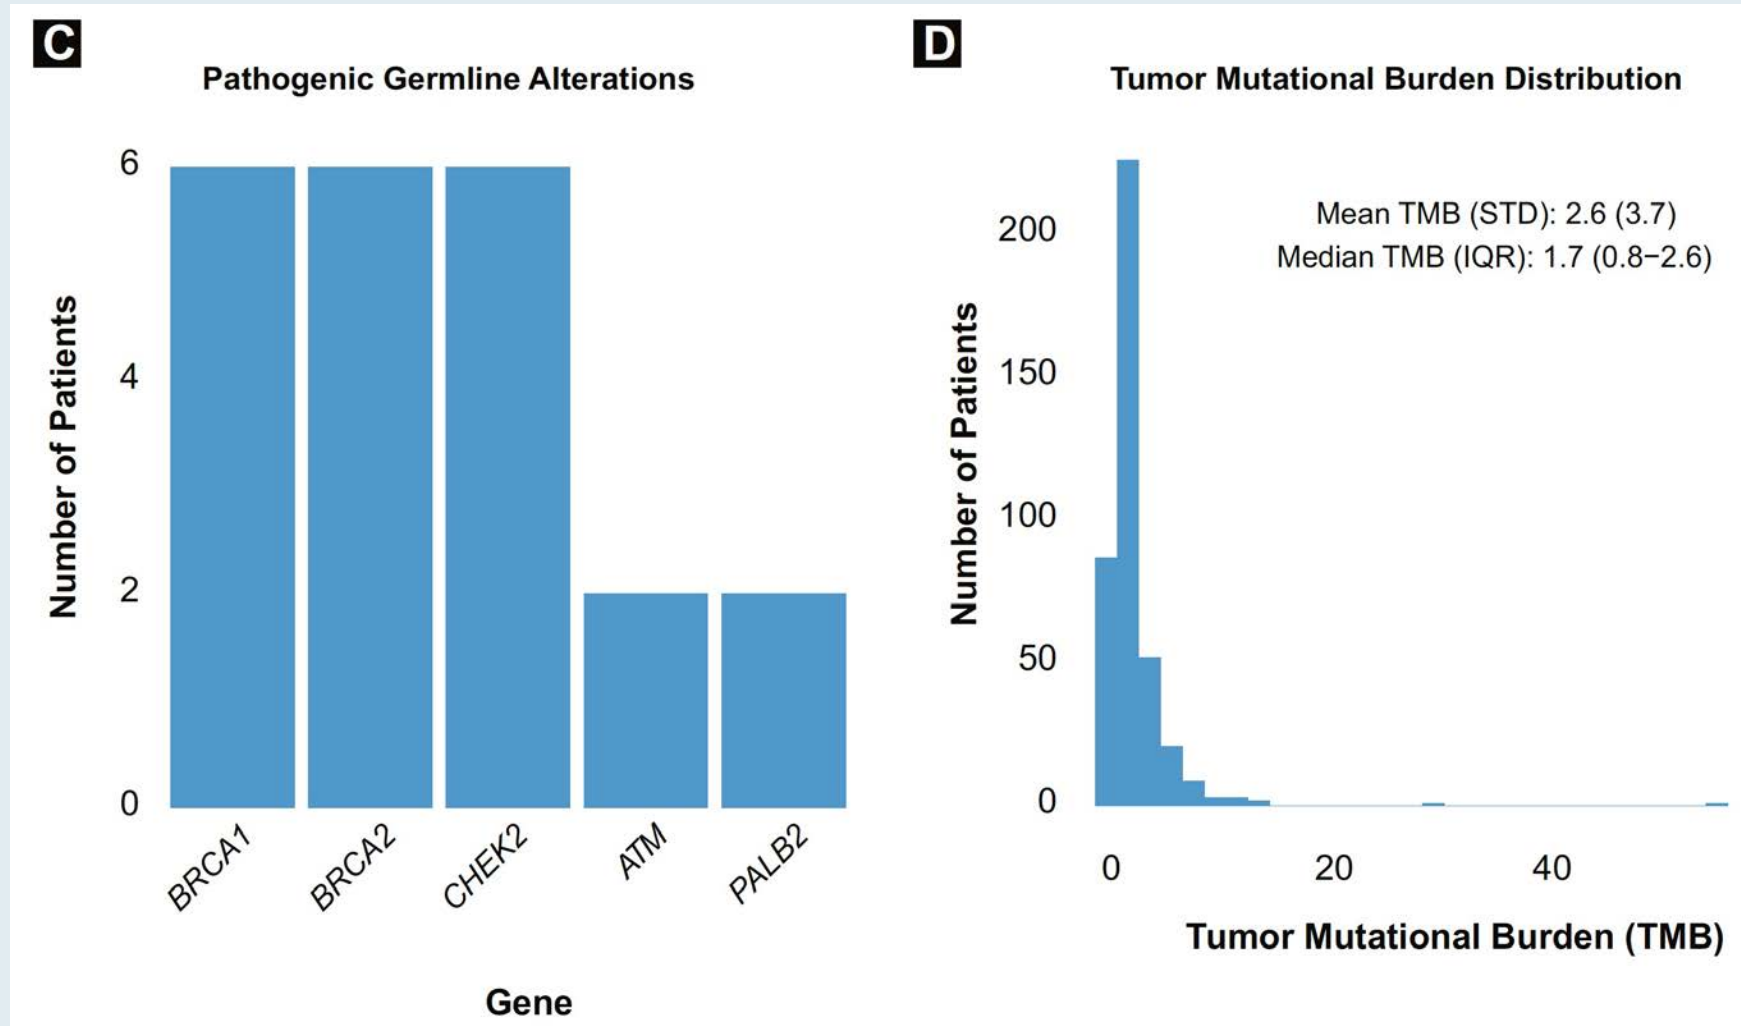 C
Pathogenic Germline Alterations
Number of Patients
6
4
2
0
BRCA1
BRCA2
CHEK2
ATM
PALB2
Gene
D
Tumor Mutational Burden Distribution
Mean TMB (STD): 2.6 (3.7)
Median TMB (IQR): 1.7 (0.8−2.6)
Number of Patients
200
150
100
50
0
0
20
40
Tumor Mutational Burden (TMB)